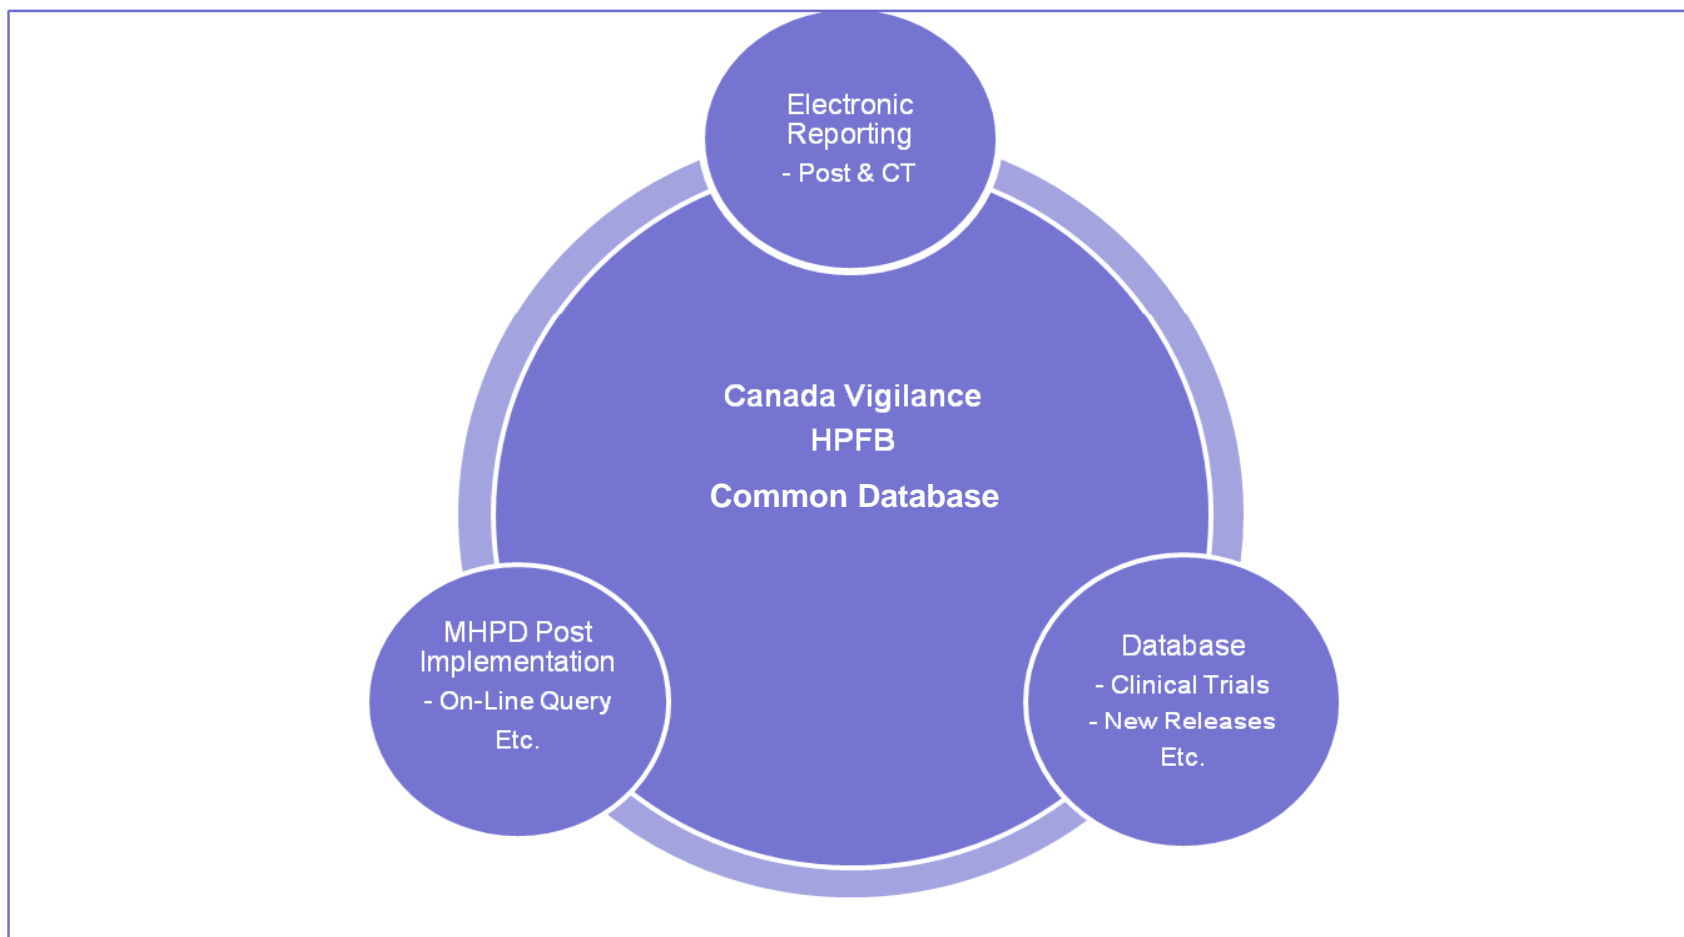 Electronic
Reporting
- Post & CT
Canada Vigilance
HPFB
Common Database
MHPD Post
Implementation
- On-Line Query
Etc.
Database
- Clinical Trials
- New Releases
Etc.